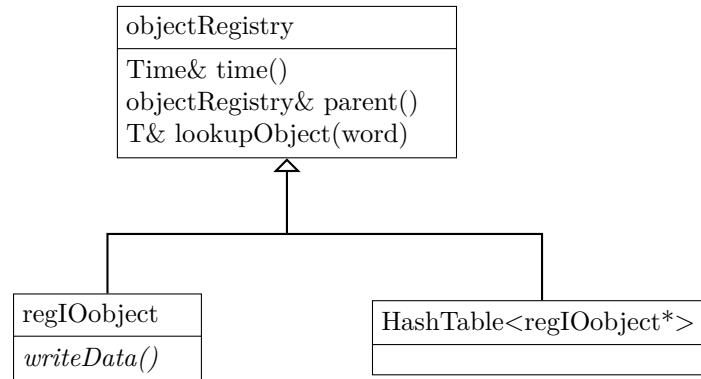 objectRegistry
Time& time()
objectRegistry& parent()
T& lookupObject(word)
regIOobject
writeData()
HashTable<regIOobject*>